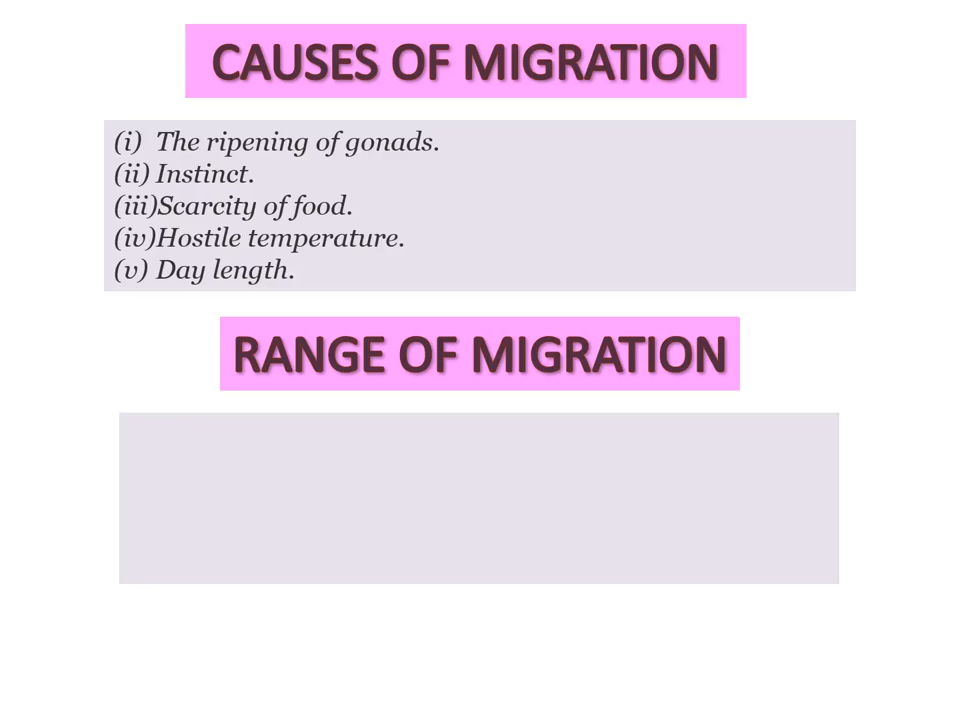 CAUSES OF MIGRATION
(i) The ripening of gonads.
(ii) Instinct.
(iii)Scarcity of food.
(iv)Hostile temperature.
(v) Day length.
RANGE OF MIGRATION